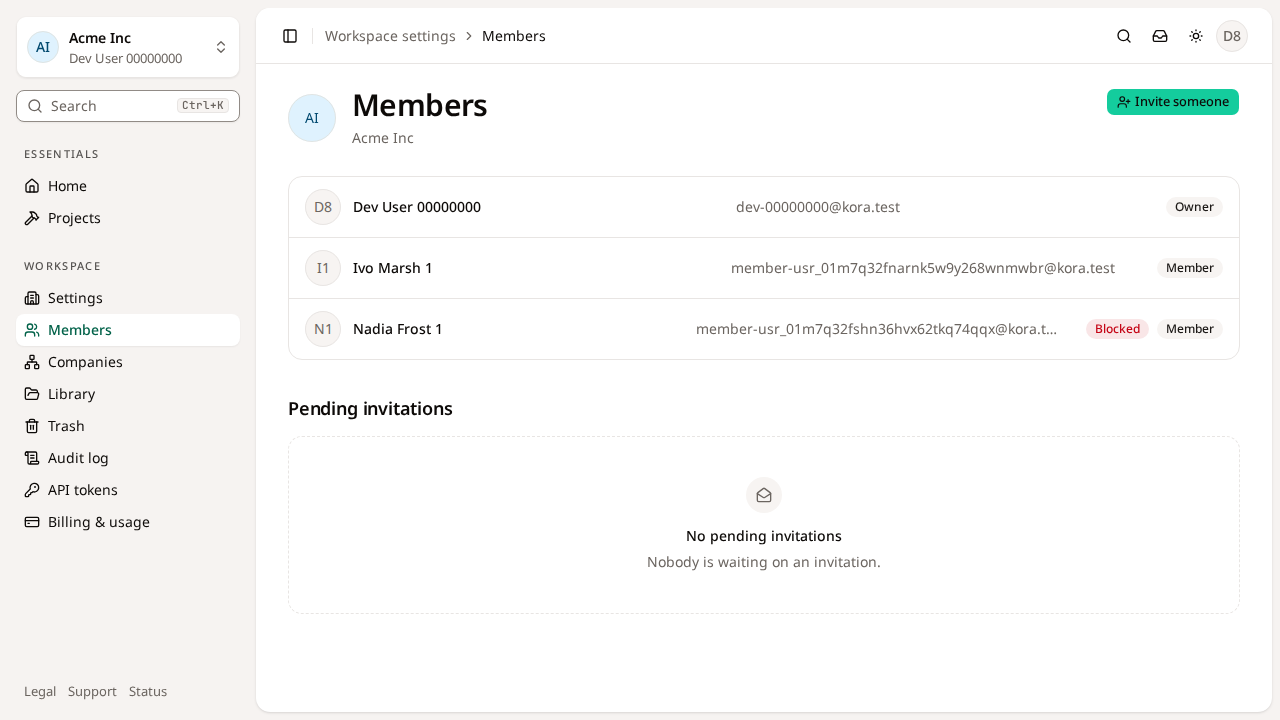 AI
Acme Inc
Dev User 00000000
Search Ctrl+K
ESSENTIALS
Home
Projects
WORKSPACE
Settings
Members
Companies
Library
Trash
Audit log
API tokens
Billing & usage
Legal Support Status
Workspace settings > Members
D8
AI
Members
Acme Inc
Invite someone
D8 Dev User 00000000 dev-00000000@kora.test Owner
I1 Ivo Marsh 1 member-usr_01m7q32fnarnk5w9y268wnmwbr@kora.test Member
N1 Nadia Frost 1 member-usr_01m7q32fshn36hvx62tkq74qqx@kora.t... Blocked Member
Pending invitations
No pending invitations
Nobody is waiting on an invitation.